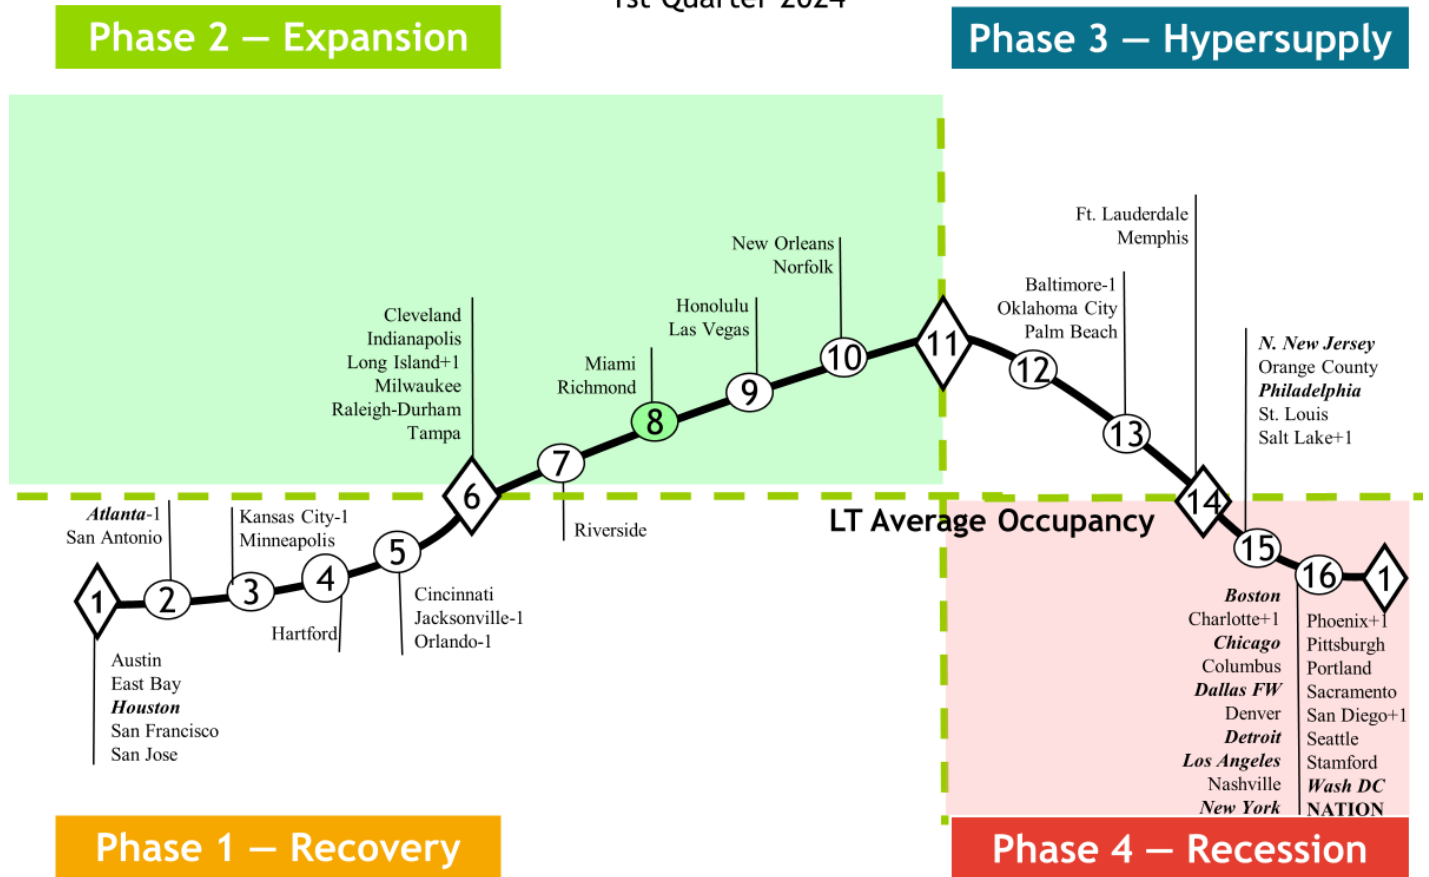 1st Quarter 2024
Phase 2 — Expansion
Phase 3 — Hypersupply
Ft. Lauderdale
Memphis
New Orleans
Norfolk
Baltimore-1
Oklahoma City
Palm Beach
Honolulu
Las Vegas
Cleveland
Indianapolis
Long Island+1
Milwaukee
Raleigh-Durham
Tampa
Miami
Richmond
N. New Jersey
Orange County
Philadelphia
St. Louis
Salt Lake+1
11
10
12
9
8
13
7
6
14
LT Average Occupancy
Riverside
Atlanta-1
San Antonio
Kansas City-1
Minneapolis
1
2
3
4
5
15
16
1
Hartford
Cincinnati
Jacksonville-1
Orlando-1
Austin
East Bay
Houston
San Francisco
San Jose
Boston
Charlotte+1
Chicago
Columbus
Dallas FW
Denver
Detroit
Los Angeles
Nashville
New York
Phoenix+1
Pittsburgh
Portland
Sacramento
San Diego+1
Seattle
Stamford
Wash DC
NATION
Phase 1 — Recovery
Phase 4 — Recession